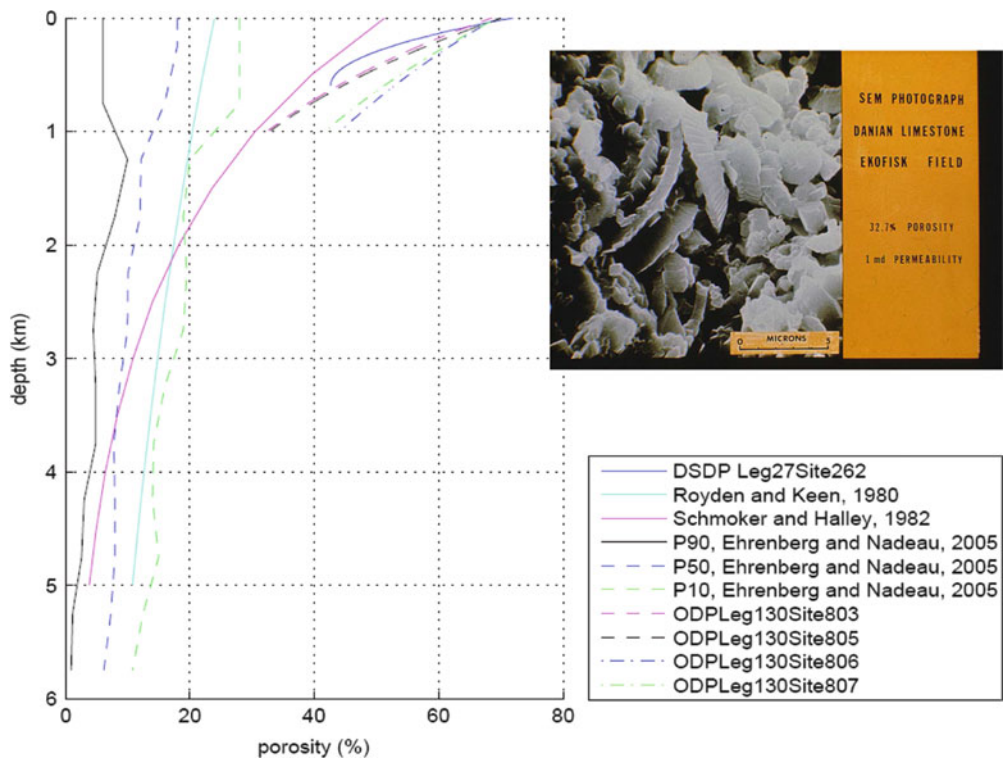 0
1
2
3
4
5
6
depth (km)
0 20 40 60 80
porosity (%)
SEM PHOTOGRAPH
DANIAN LIMESTONE
EKOFISK FIELD
32.7% POROSITY
1 md PERMEABILITY
0 MICRONS 5
DSDP Leg27Site262
Royden and Keen, 1980
Schmoker and Halley, 1982
P90, Ehrenberg and Nadeau, 2005
P50, Ehrenberg and Nadeau, 2005
P10, Ehrenberg and Nadeau, 2005
ODPLeg130Site803
ODPLeg130Site805
ODPLeg130Site806
ODPLeg130Site807